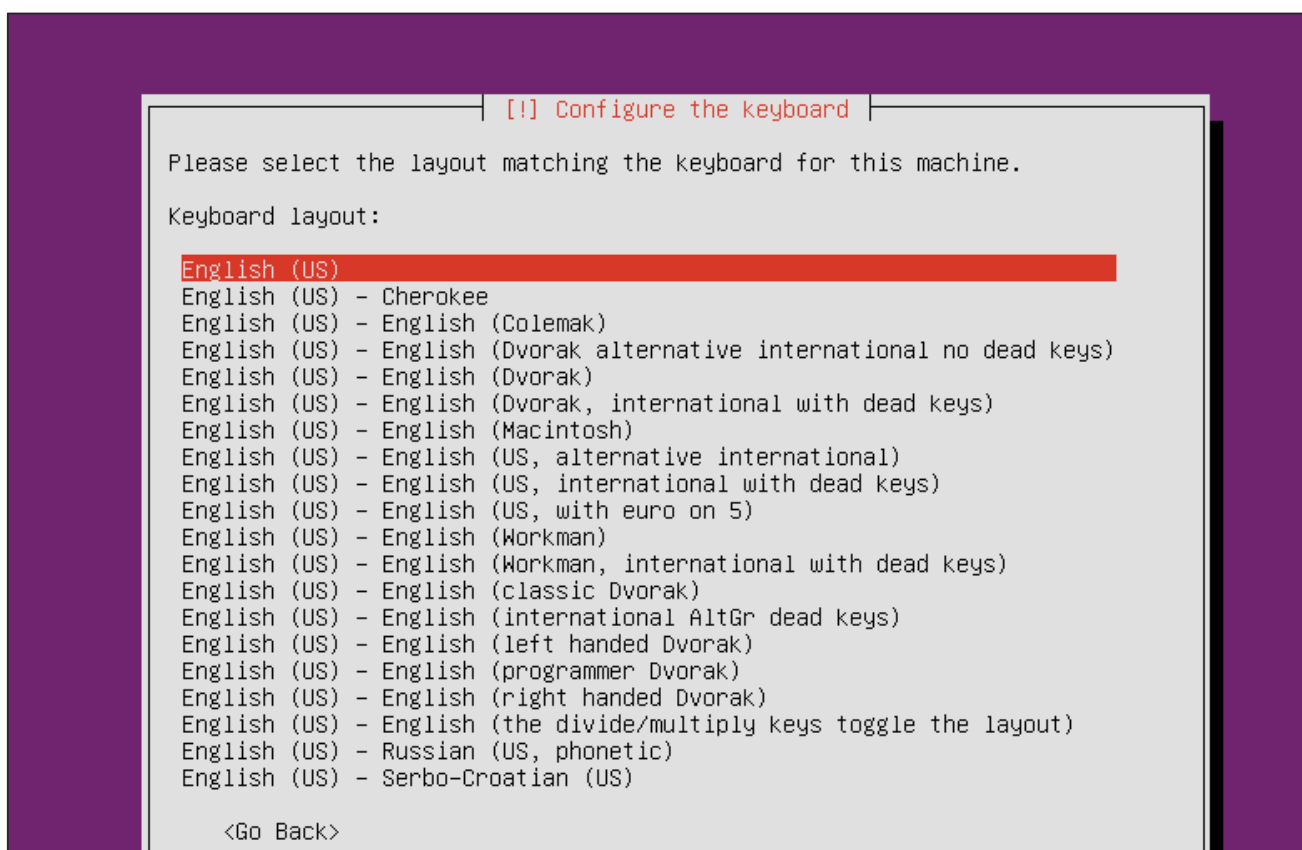 [!] Configure the keyboard
Please select the layout matching the keyboard for this machine.
Keyboard layout:
English (US)
English (US) – Cherokee
English (US) – English (Colemak)
English (US) – English (Dvorak alternative international no dead keys)
English (US) – English (Dvorak)
English (US) – English (Dvorak, international with dead keys)
English (US) – English (Macintosh)
English (US) – English (US, alternative international)
English (US) – English (US, international with dead keys)
English (US) – English (US, with euro on 5)
English (US) – English (Workman)
English (US) – English (Workman, international with dead keys)
English (US) – English (classic Dvorak)
English (US) – English (international AltGr dead keys)
English (US) – English (left handed Dvorak)
English (US) – English (programmer Dvorak)
English (US) – English (right handed Dvorak)
English (US) – English (the divide/multiply keys toggle the layout)
English (US) – Russian (US, phonetic)
English (US) – Serbo-Croatian (US)
<Go Back>